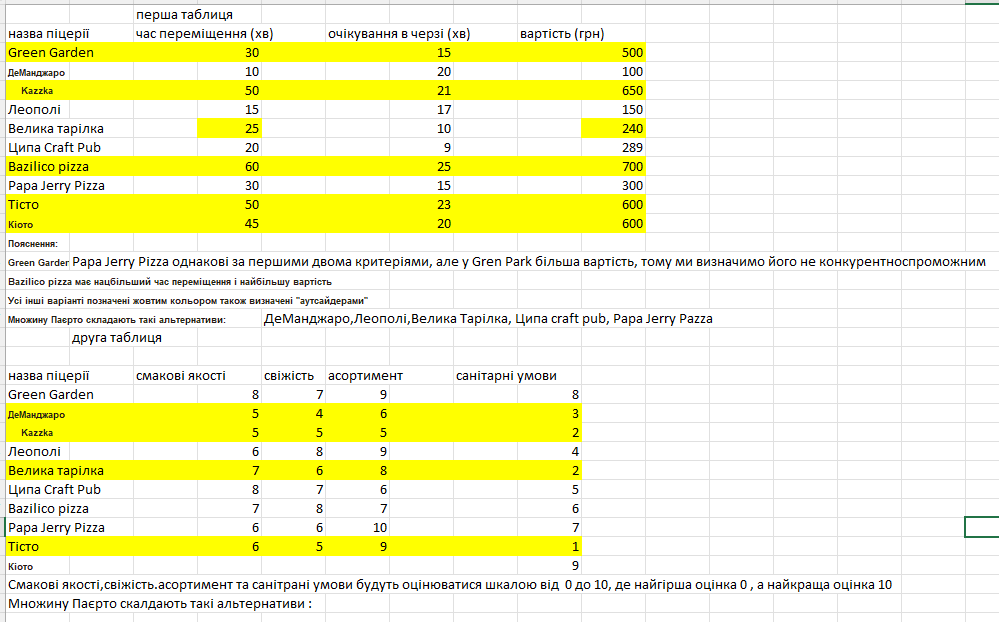 перша таблиця
назва піцерії час переміщення (хв) очікування в черзі (хв) вартість (грн)
Green Garden 30 15 500
ДеМанджаро 10 20 100
Kazzka 50 21 650
Леополі 15 17 150
Велика тарілка 25 10 240
Ципа Craft Pub 20 9 289
Bazilico pizza 60 25 700
Papa Jerry Pizza 30 15 300
Тісто 50 23 600
Кіото 45 20 600
Пояснення:
Green Garden Papa Jerry Pizza однакові за першими двома критеріями, але у Gren Park більша вартість, тому ми визначимо його не конкурентноспроможним
Bazilico pizza має нацбільший час переміщення і найбільшу вартість
Усі інші варіанті позначені жовтим кольором також визначені "аутсайдерами"
Множину Паєрто складають такі альтернативи: ДеМанджаро,Леополі,Велика Тарілка, Ципа craft pub, Papa Jerry Pazza
друга таблиця
назва піцерії смакові якості свіжість асортимент санітарні умови
Green Garden 8 7 9 8
ДеМанджаро 5 4 6 3
Kazzka 5 5 5 2
Леополі 6 8 9 4
Велика тарілка 7 6 8 2
Ципа Craft Pub 8 7 6 5
Bazilico pizza 7 8 7 6
Papa Jerry Pizza 6 6 10 7
Тісто 6 5 9 1
Кіото 9
Смакові якості,свіжість.асортимент та санітрані умови будуть оцінюватися шкалою від 0 до 10, де найгірша оцінка 0 , а найкраща оцінка 10
Множину Паєрто скалдають такі альтернативи :